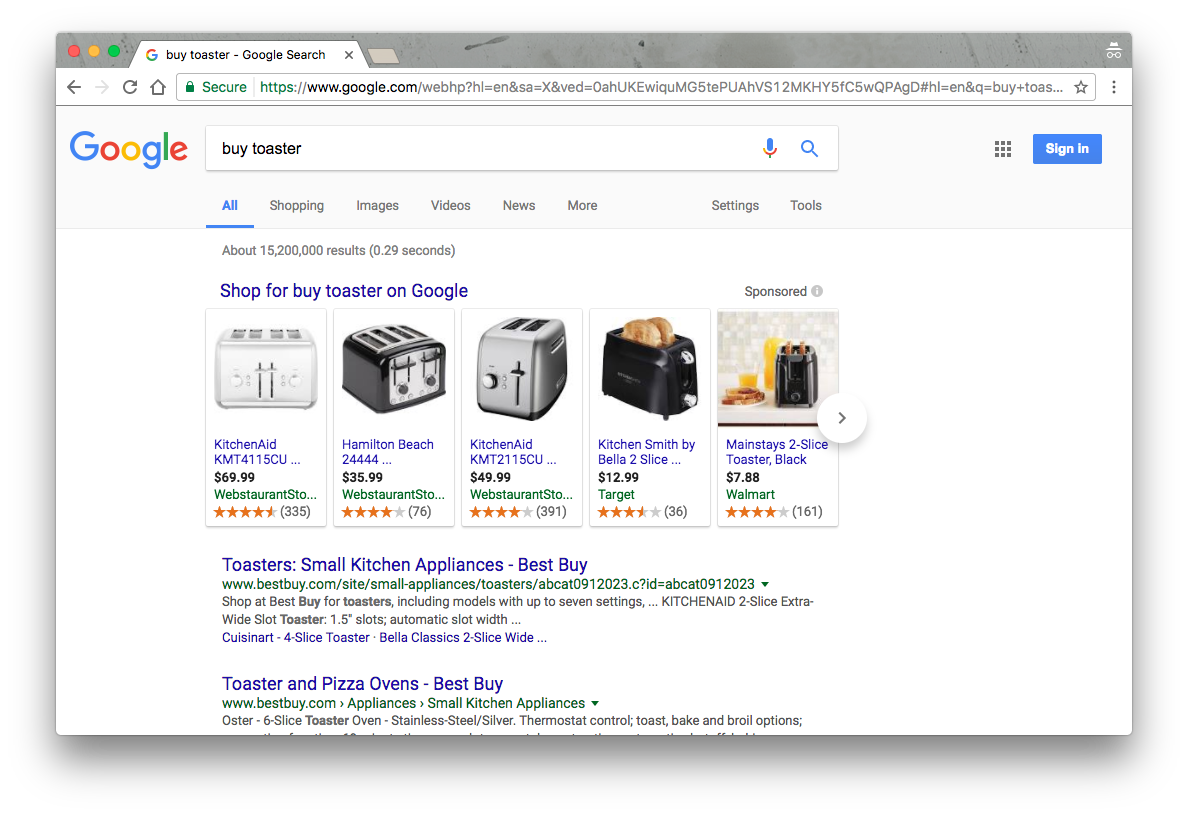 buy toaster - Google Search
Secure https://www.google.com/webhp?hl=en&sa=X&ved=0ahUKEwiquMG5tePUAhVS12MKHY5fC5wQPAgD#hl=en&q=buy+toas...
Google
buy toaster
Sign in
All Shopping Images Videos News More Settings Tools
About 15,200,000 results (0.29 seconds)
Shop for buy toaster on Google
Sponsored
KitchenAid
KMT4115CU ...
$69.99
WebstaurantSto...
(335)
Hamilton Beach
24444 ...
$35.99
WebstaurantSto...
(76)
KitchenAid
KMT2115CU ...
$49.99
WebstaurantSto...
(391)
Kitchen Smith by
Bella 2 Slice ...
$12.99
Target
(36)
Mainstays 2-Slice
Toaster, Black
$7.88
Walmart
(161)
Toasters: Small Kitchen Appliances - Best Buy
www.bestbuy.com/site/small-appliances/toasters/abcat0912023.c?id=abcat0912023
Shop at Best Buy for toasters, including models with up to seven settings, ... KITCHENAID 2-Slice Extra-
Wide Slot Toaster: 1.5" slots; automatic slot width ...
Cuisinart - 4-Slice Toaster · Bella Classics 2-Slice Wide ...
Toaster and Pizza Ovens - Best Buy
www.bestbuy.com › Appliances › Small Kitchen Appliances
Oster - 6-Slice Toaster Oven - Stainless-Steel/Silver. Thermostat control; toast, bake and broil options;